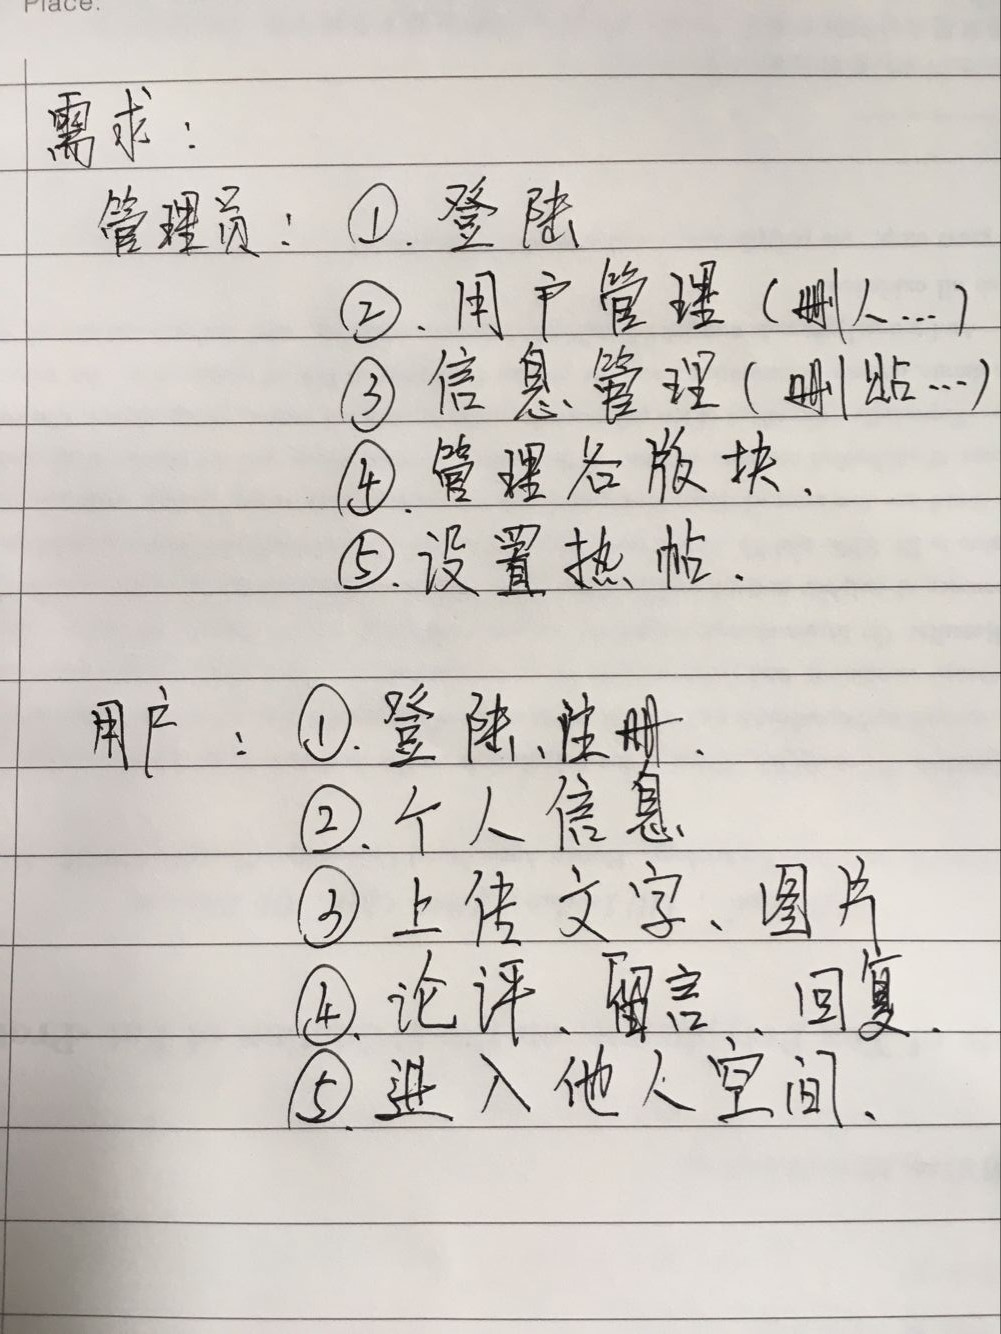 Place:
需求：
管理员：①.登陆
②、用户管理（删人…）
③信息管理（删贴…）
④.管理各版块、
⑤.设置热帖.
用户：①.登陆、注册.
②.个人信息
③上传文字、图片
④.论评、留言、回复.
⑤.进入他人空间、